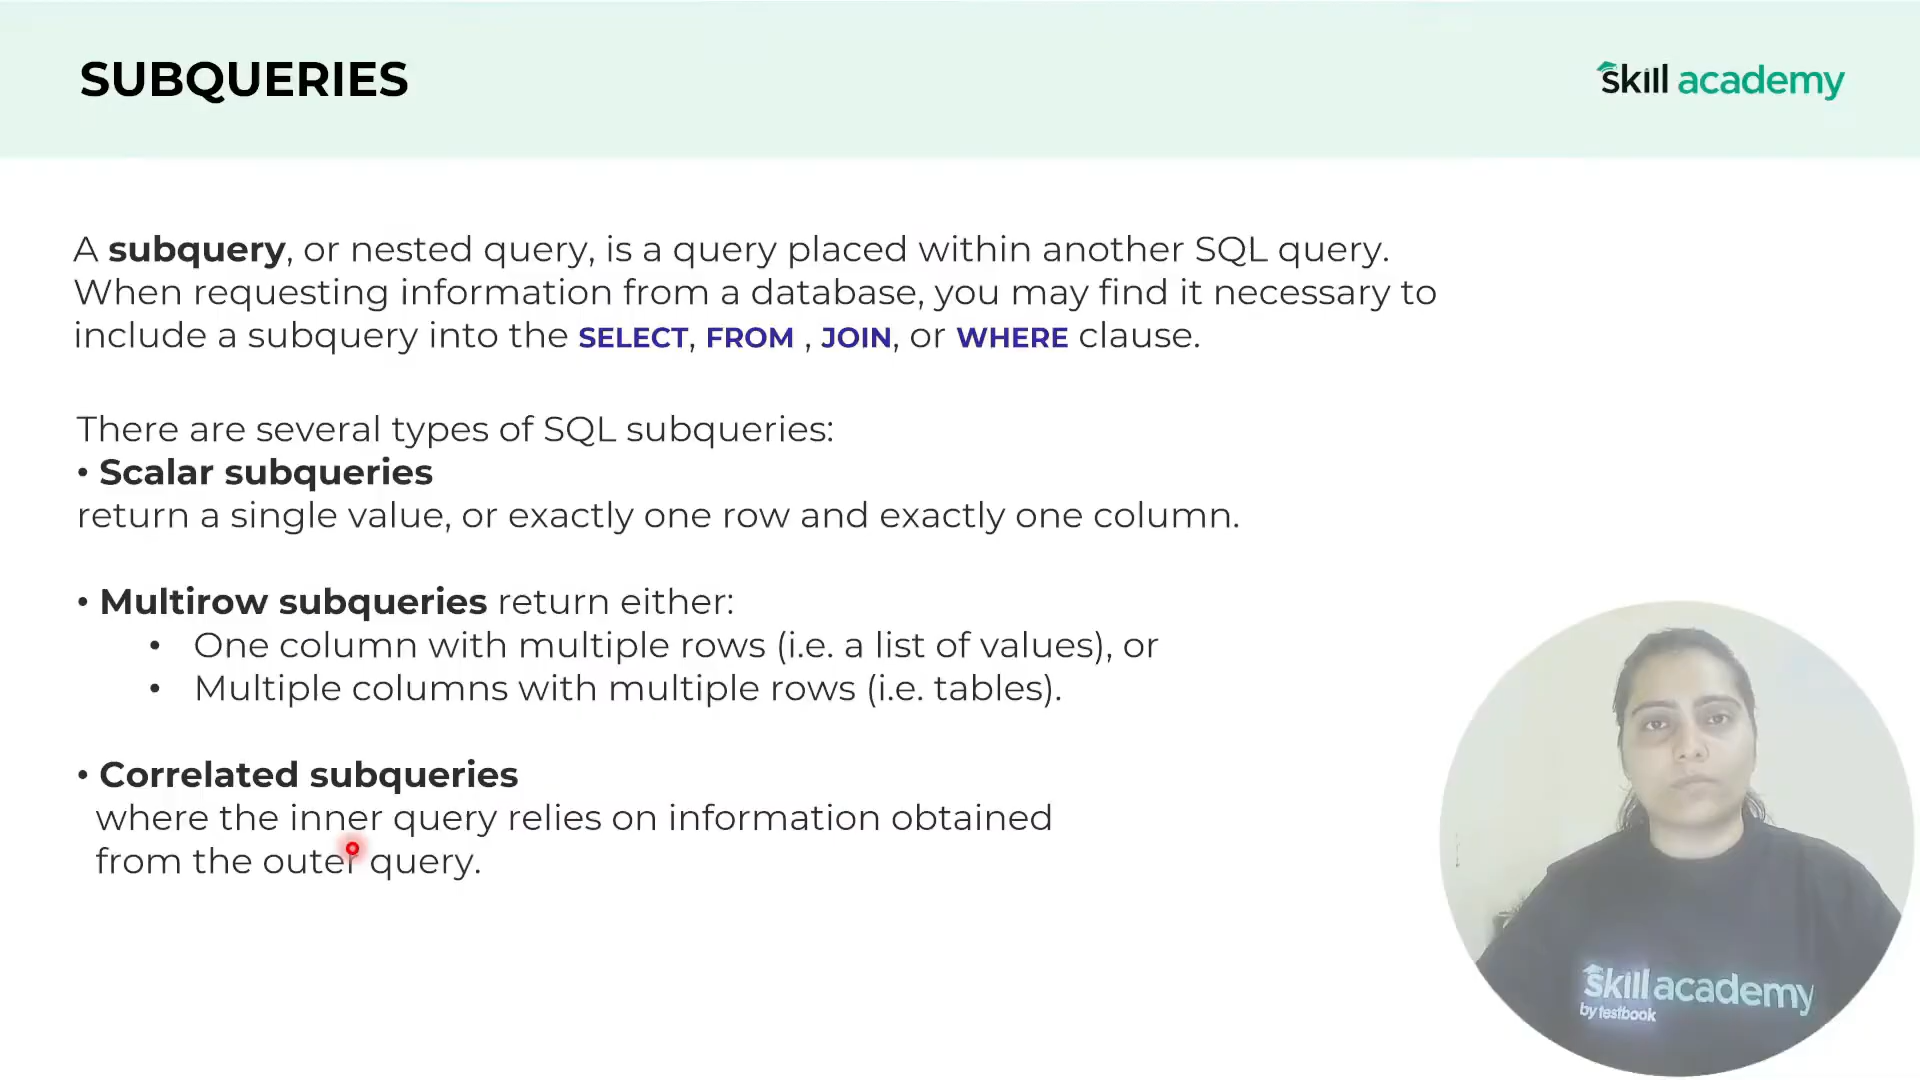 SUBQUERIES
skill academy
A subquery, or nested query, is a query placed within another SQL query.
When requesting information from a database, you may find it necessary to
include a subquery into the SELECT, FROM , JOIN, or WHERE clause.
There are several types of SQL subqueries:
• Scalar subqueries
return a single value, or exactly one row and exactly one column.
• Multirow subqueries return either:
• One column with multiple rows (i.e. a list of values), or
• Multiple columns with multiple rows (i.e. tables).
• Correlated subqueries
where the inner query relies on information obtained
from the outer query.
skill academy
by testbook